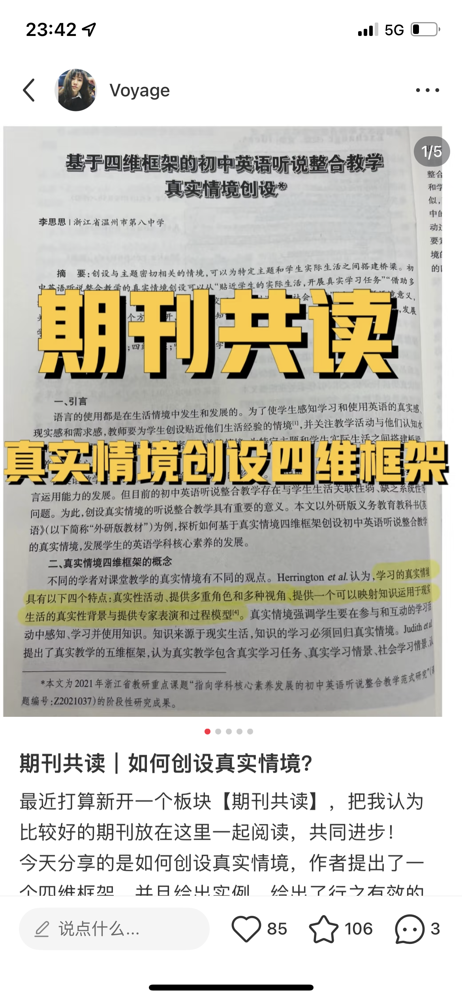 23:42
5G
Voyage
1/5
基于四维框架的初中英语听说整合教学
真实情境创设*
李思思 | 浙江省温州市第八中学
摘 要:创设与主题密切相关的情境,可以为特定主题和学生实际生活之间搭建桥梁。初
中英语听说整合教学的真实情境创设可以从“贴近学生的实际生活,开展真实学习任务”“借助多
境意义,
个方 开, 知 ,发展
期刊共读
一、引言
语言的使用都是在生活情境中发生和发展的。为了使学生感知学习和使用英语的真实感、
现实感和需求感,教师要为学生创设贴近他们生活经验的情境[1],并关注教学活动与他们认知水
真实情境创设四维框架
言运用能力的发展。但目前的初中英语听说整合教学存在与学生生活关联性弱、缺乏系统性等
问题。为此,创设真实情境的听说整合教学具有重要的意义。本文以外研版义务教育教科书《英
语》(以下简称“外研版教材”)为例,探析如何基于真实情境四维框架创设初中英语听说整合教学
的真实情境,发展学生的英语学科核心素养的发展。
二、真实情境四维框架的概念
不同的学者对课堂教学的真实情境有不同的观点。Herrington et al.认为,学习的真实情境
具有以下四个特点:真实性活动、提供多重角色和多种视角、提供一个可以映射知识运用于现实
生活的真实性背景与提供专家表演和过程模型[4]。真实情境强调学生要在参与和互动的学习活
动中感知、学习并使用知识。知识来源于现实生活,知识的学习必须回归真实情境。Judith et al.
提出了真实教学的五维框架,认为真实教学包含真实学习任务、真实学习情景、社会学习情景、认
*本文为2021年浙江省教研重点课题“指向学科核心素养发展的初中英语听说整合教学范式研究”(课
题编号:Z2021037)的阶段性研究成果。
整合
和学
似,
中的
动过
要素
境的
的
期刊共读｜如何创设真实情境?
最近打算新开一个板块【期刊共读】，把我认为
比较好的期刊放在这里一起阅读，共同进步！
今天分享的是如何创设真实情境，作者提出了一
个四维框架，并且给出实例，给出了行之有效的
说点什么...
85
106
3